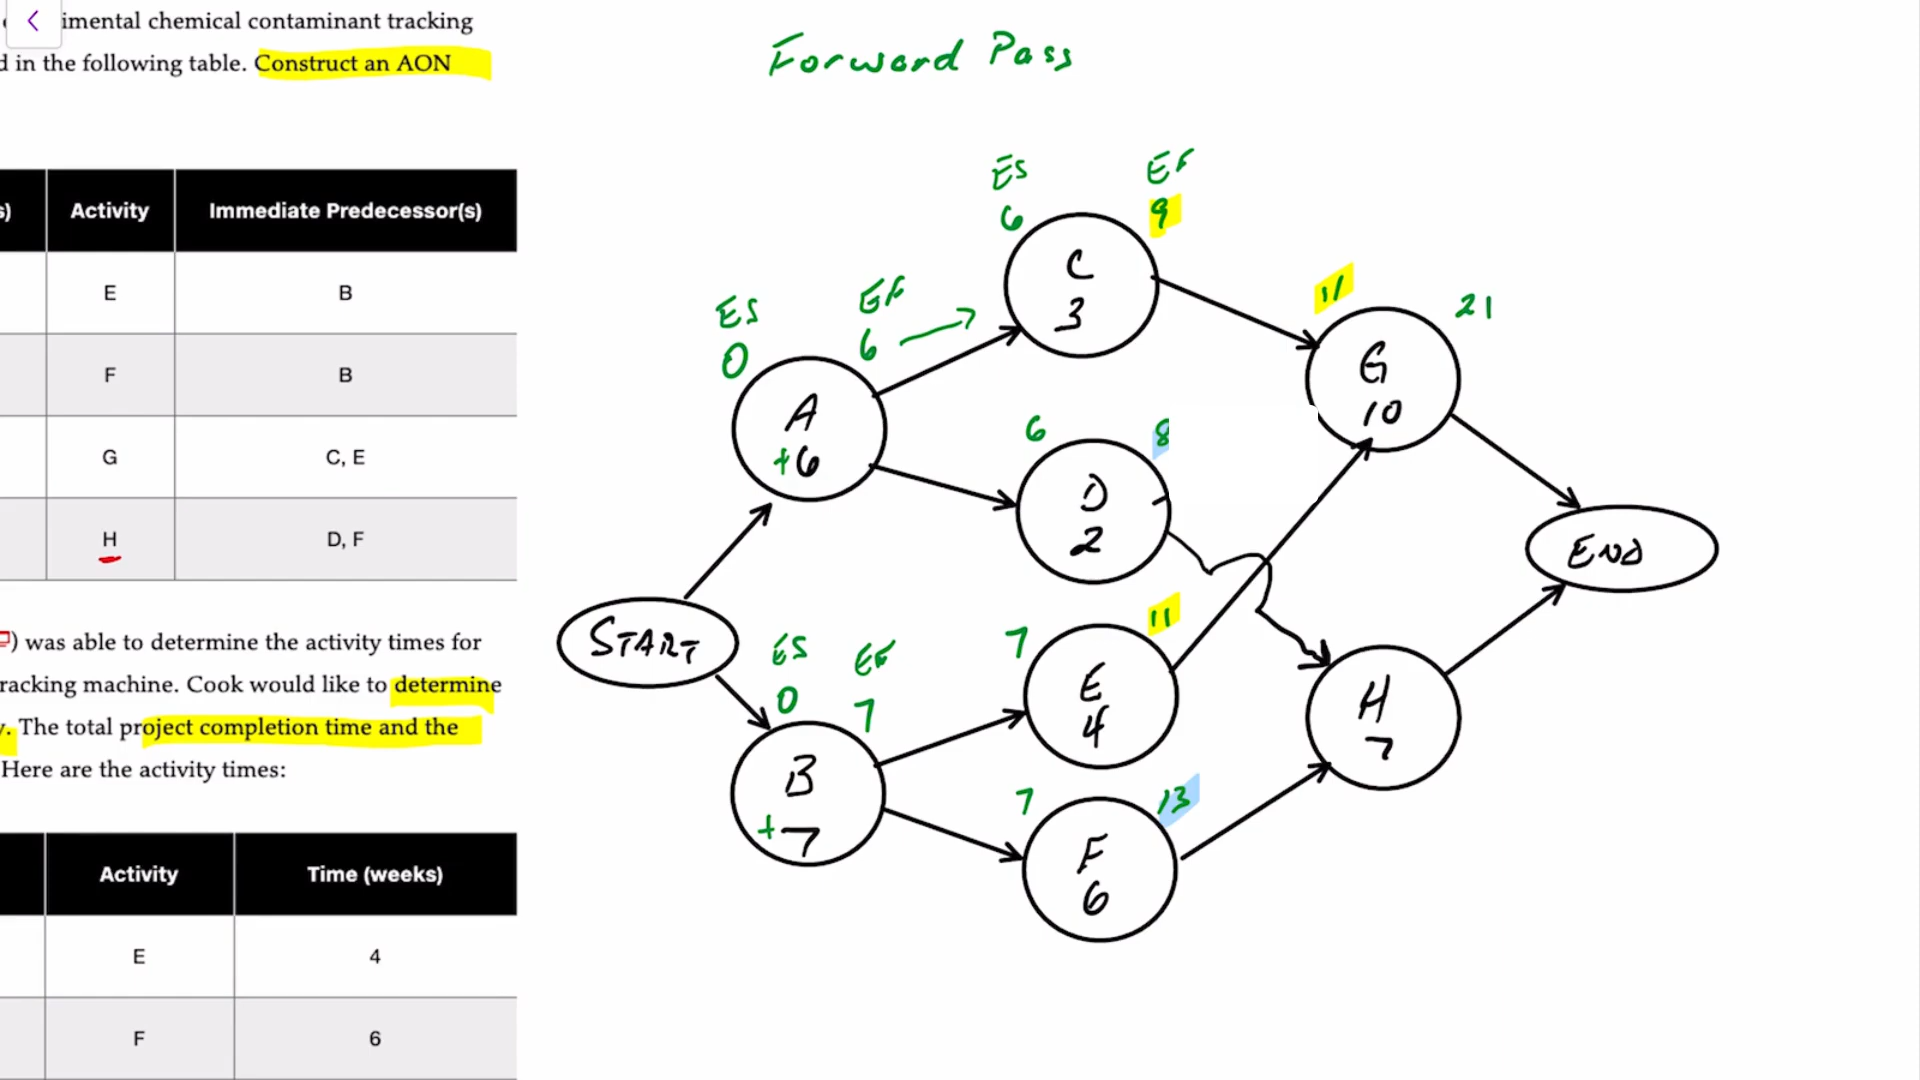 imental chemical contaminant tracking
d in the following table. Construct an AON
s) Activity Immediate Predecessor(s)
E B
F B
G C, E
H D, F
) was able to determine the activity times for
racking machine. Cook would like to determine
y. The total project completion time and the
Here are the activity times:
Activity Time (weeks)
E 4
F 6
Forward Pass
ES EF
6 9
C
3
ES EF
0 6
A
+6
11 21
G
10
6 8
D
2
START
END
ES EF
0 7
B
+7
7 11
E
4
7 13
F
6
H
7